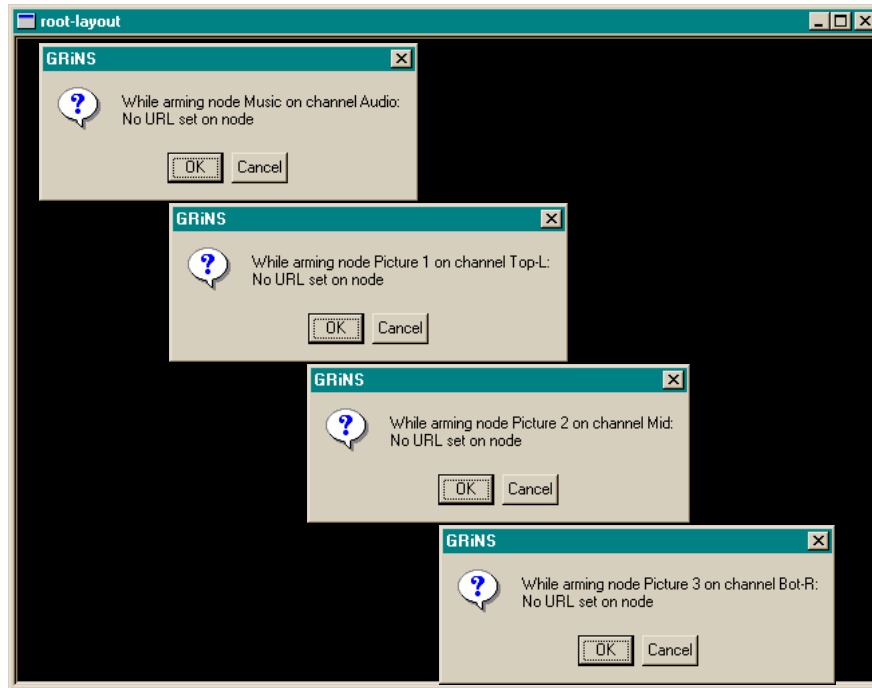 root-layout
GRiNS
While arming node Music on channel Audio:
No URL set on node
OK Cancel
GRiNS
While arming node Picture 1 on channel Top-L:
No URL set on node
OK Cancel
GRiNS
While arming node Picture 2 on channel Mid:
No URL set on node
OK Cancel
GRiNS
While arming node Picture 3 on channel Bot-R:
No URL set on node
OK Cancel